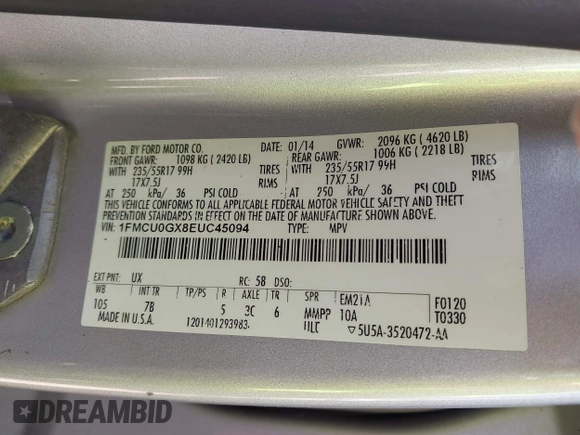 MFD. BY FORD MOTOR CO.
01/14 GVWR: 2096 KG ( 4620 LB)
FRONT GAWR: 1098 KG ( 2420 LB) REAR GAWR: 1006 KG ( 2218 LB)
WITH 235/55R17 99H TIRES WITH 235/55R17 99H TIRES
17X7.5J RIMS 17X7.5J RIMS
AT 250 kPa/ 36 PSI COLD AT 250 kPa/ 36 PSI COLD
THIS VEHICLE CONFORMS TO ALL APPLICABLE FEDERAL MOTOR VEHICLE SAFETY AND THEFT
PREVENTION STANDARDS IN EFFECT ON THE DATE OF MANUFACTURE SHOWN ABOVE.
VIN: 1FMCU0GX8EUC45094 TYPE: MPV
EXT PNT: UX RC: 58 DSO:
WB INT TR TP/PS R AXLE TR SPR EM21A F0120
105 7B 5 3C 6 MMPP 10A T0330
MADE IN U.S.A. 1201401293983 ULC 5U5A-3520472-AA
DREAMBID